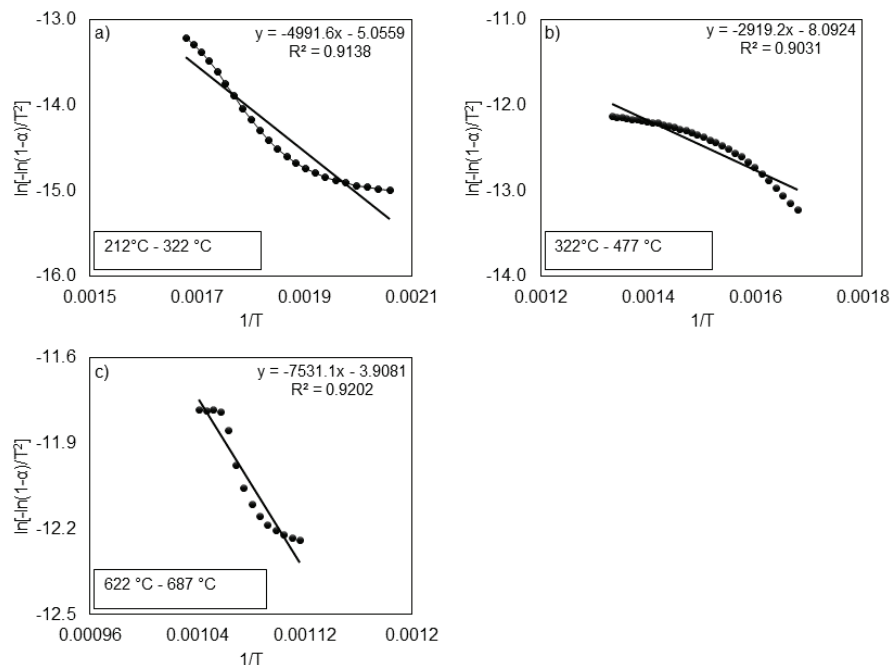 a)
y = -4991.6x - 5.0559
R² = 0.9138
-13.0
-14.0
-15.0
-16.0
ln[-ln(1-α)/T²]
212°C - 322 °C
0.0015
0.0017
0.0019
0.0021
1/T
b)
y = -2919.2x - 8.0924
R² = 0.9031
-11.0
-12.0
-13.0
-14.0
ln[-ln(1-α)/T²]
322°C - 477 °C
0.0012
0.0014
0.0016
0.0018
1/T
c)
y = -7531.1x - 3.9081
R² = 0.9202
-11.6
-11.9
-12.2
-12.5
ln[-ln(1-α)/T²]
622 °C - 687 °C
0.00096
0.00104
0.00112
0.0012
1/T